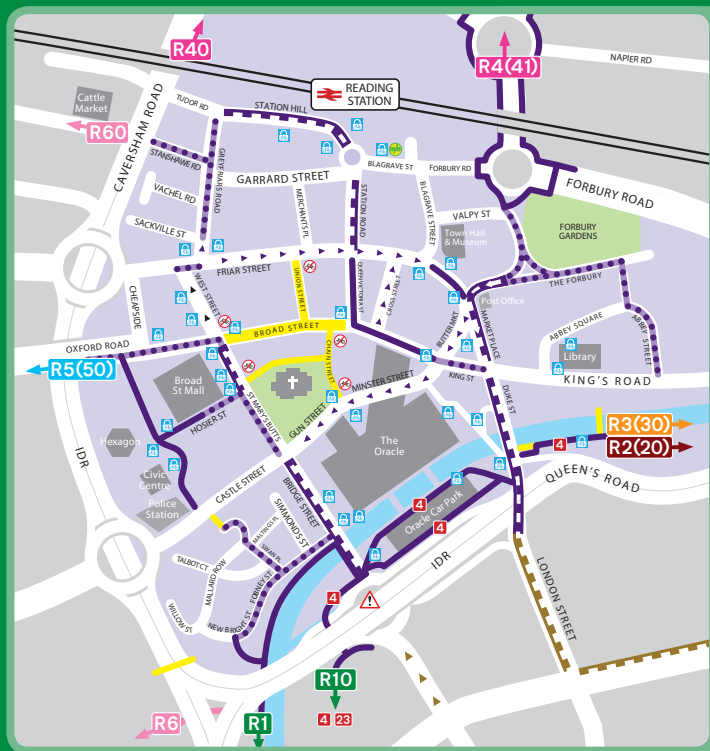 R40
R4(41)
NAPIER RD
READING
STATION
Cattle
Market
TUDOR RD
STATION HILL
R60
CAVERSHAM ROAD
STANSHAWE RD
GREYFRIARS ROAD
BLAGRAVE ST
FORBURY RD
GARRARD STREET
FORBURY ROAD
VACHEL RD
MERCHANTS PL
STATION ROAD
BLAGRAVE STREET
VALPY ST
SACKVILLE ST
Town Hall
& Museum
FORBURY
GARDENS
FRIAR STREET
WEST STREET
UNION STREET
QUEEN VICTORIA ST
CROSS STREET
THE FORBURY
CHEAPSIDE
Post Office
BUTTER MKT
MARKET PLACE
ABBEY SQUARE
ABBEY STREET
BROAD STREET
OXFORD ROAD
CHAIN STREET
Library
R5(50)
Broad
St Mall
MINSTER STREET
KING ST
KING'S ROAD
DUKE ST
ST MARY'S BUTTS
GUN STREET
HOSIER ST
R3(30)
Hexagon
The
Oracle
4
R2(20)
IDR
Civic
Centre
CASTLE STREET
QUEEN'S ROAD
Police
Station
BRIDGE STREET
SIMMONDS ST
4
Oracle Car Park
4
MALTINGS PL
SWAN PL
IDR
TALBOT CT
MALLARD ROW
FOBNEY ST
LONDON STREET
4
WILLOW ST
NEW BRIGHT ST
R10
R6
R1
4 23